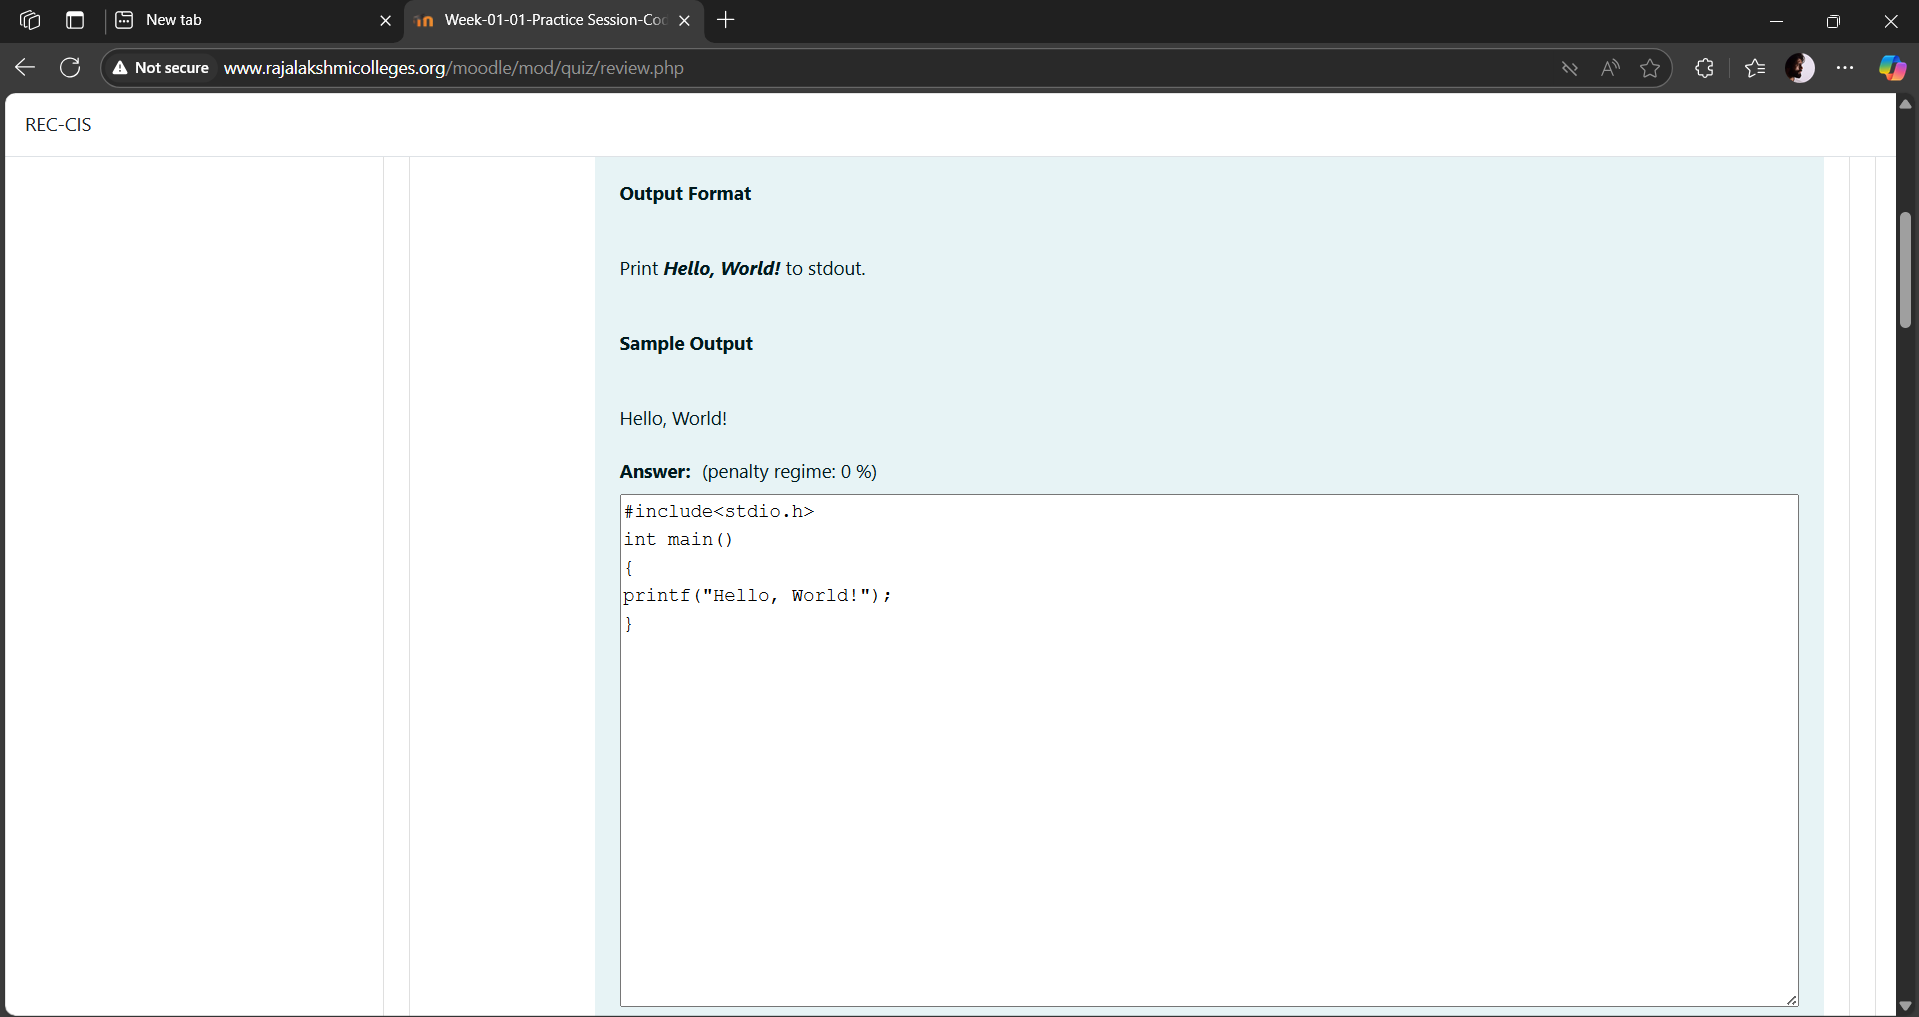 New tab
Week-01-01-Practice Session-Co
Not secure www.rajalakshmicolleges.org/moodle/mod/quiz/review.php
REC-CIS
Output Format
Print Hello, World! to stdout.
Sample Output
Hello, World!
Answer: (penalty regime: 0 %)
#include<stdio.h>
int main()
{
printf("Hello, World!");
}